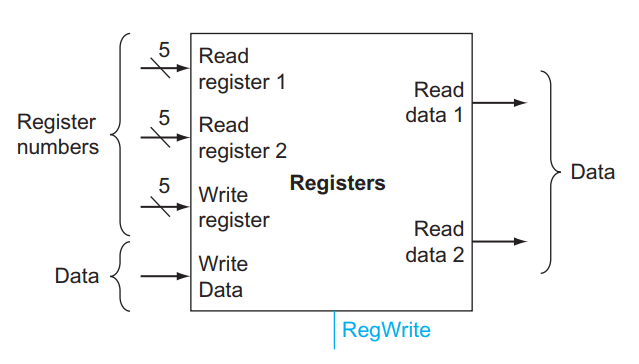 5
Read
register 1
5
Read
register 2
5
Write
register
Write
Data
Register
numbers
Data
Registers
Read
data 1
Read
data 2
Data
RegWrite